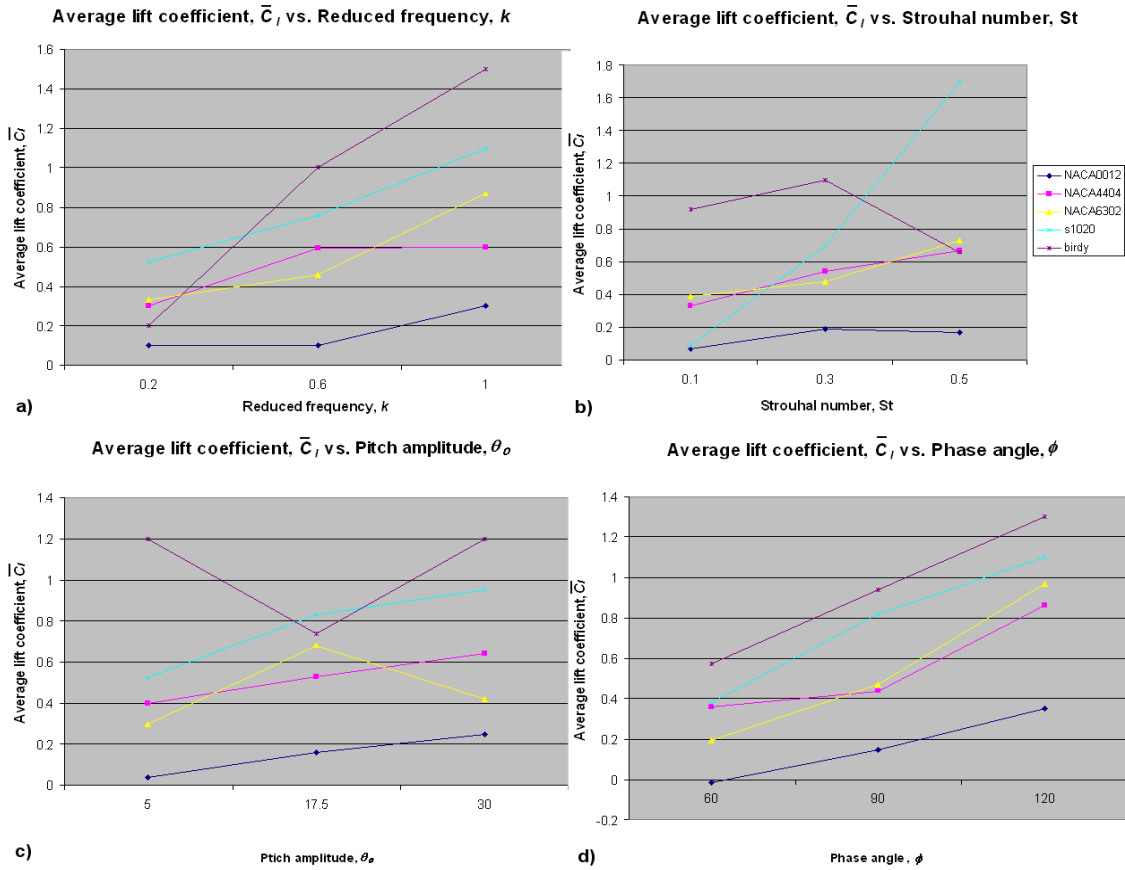 Average lift coefficient, C̅ l vs. Reduced frequency, k
Average lift coefficient, C̅l
1.6
1.4
1.2
1
0.8
0.6
0.4
0.2
0
0.2 0.6 1
Reduced frequency, k
a)
Average lift coefficient, C̅ l vs. Strouhal number, St
Average lift coefficient, C̅l
1.8
1.6
1.4
1.2
1
0.8
0.6
0.4
0.2
0
0.1 0.3 0.5
Strouhal number, St
b)
NACA0012
NACA4404
NACA6302
s1020
birdy
Average lift coefficient, C̅ l vs. Pitch amplitude, θo
Average lift coefficient, C̅l
1.4
1.2
1
0.8
0.6
0.4
0.2
0
5 17.5 30
Ptich amplitude, θo
c)
Average lift coefficient, C̅ l vs. Phase angle, ϕ
Average lift coefficient, C̅l
1.4
1.2
1
0.8
0.6
0.4
0.2
0
-0.2
60 90 120
Phase angle , ϕ
d)